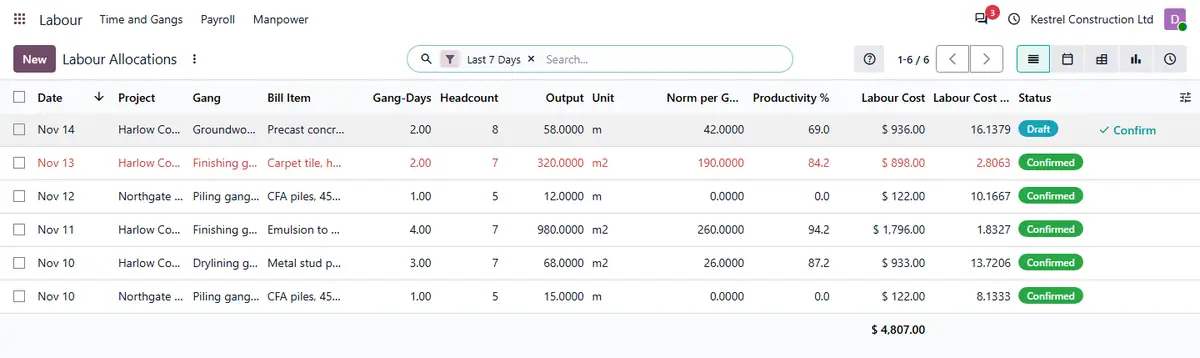 Labour Time and Gangs Payroll Manpower 3 Kestrel Construction Ltd D
New Labour Allocations Last 7 Days × Search... 1-6 / 6
Date Project Gang Bill Item Gang-Days Headcount Output Unit Norm per G... Productivity % Labour Cost Labour Cost ... Status
Nov 14 Harlow Co... Groundwo... Precast concr... 2.00 8 58.0000 m 42.0000 69.0 $ 936.00 16.1379 Draft Confirm
Nov 13 Harlow Co... Finishing g... Carpet tile, h... 2.00 7 320.0000 m2 190.0000 84.2 $ 898.00 2.8063 Confirmed
Nov 12 Northgate ... Piling gang... CFA piles, 45... 1.00 5 12.0000 m 0.0000 0.0 $ 122.00 10.1667 Confirmed
Nov 11 Harlow Co... Finishing g... Emulsion to ... 4.00 7 980.0000 m2 260.0000 94.2 $ 1,796.00 1.8327 Confirmed
Nov 10 Harlow Co... Drylining g... Metal stud p... 3.00 7 68.0000 m2 26.0000 87.2 $ 933.00 13.7206 Confirmed
Nov 10 Northgate ... Piling gang... CFA piles, 45... 1.00 5 15.0000 m 0.0000 0.0 $ 122.00 8.1333 Confirmed
$ 4,807.00